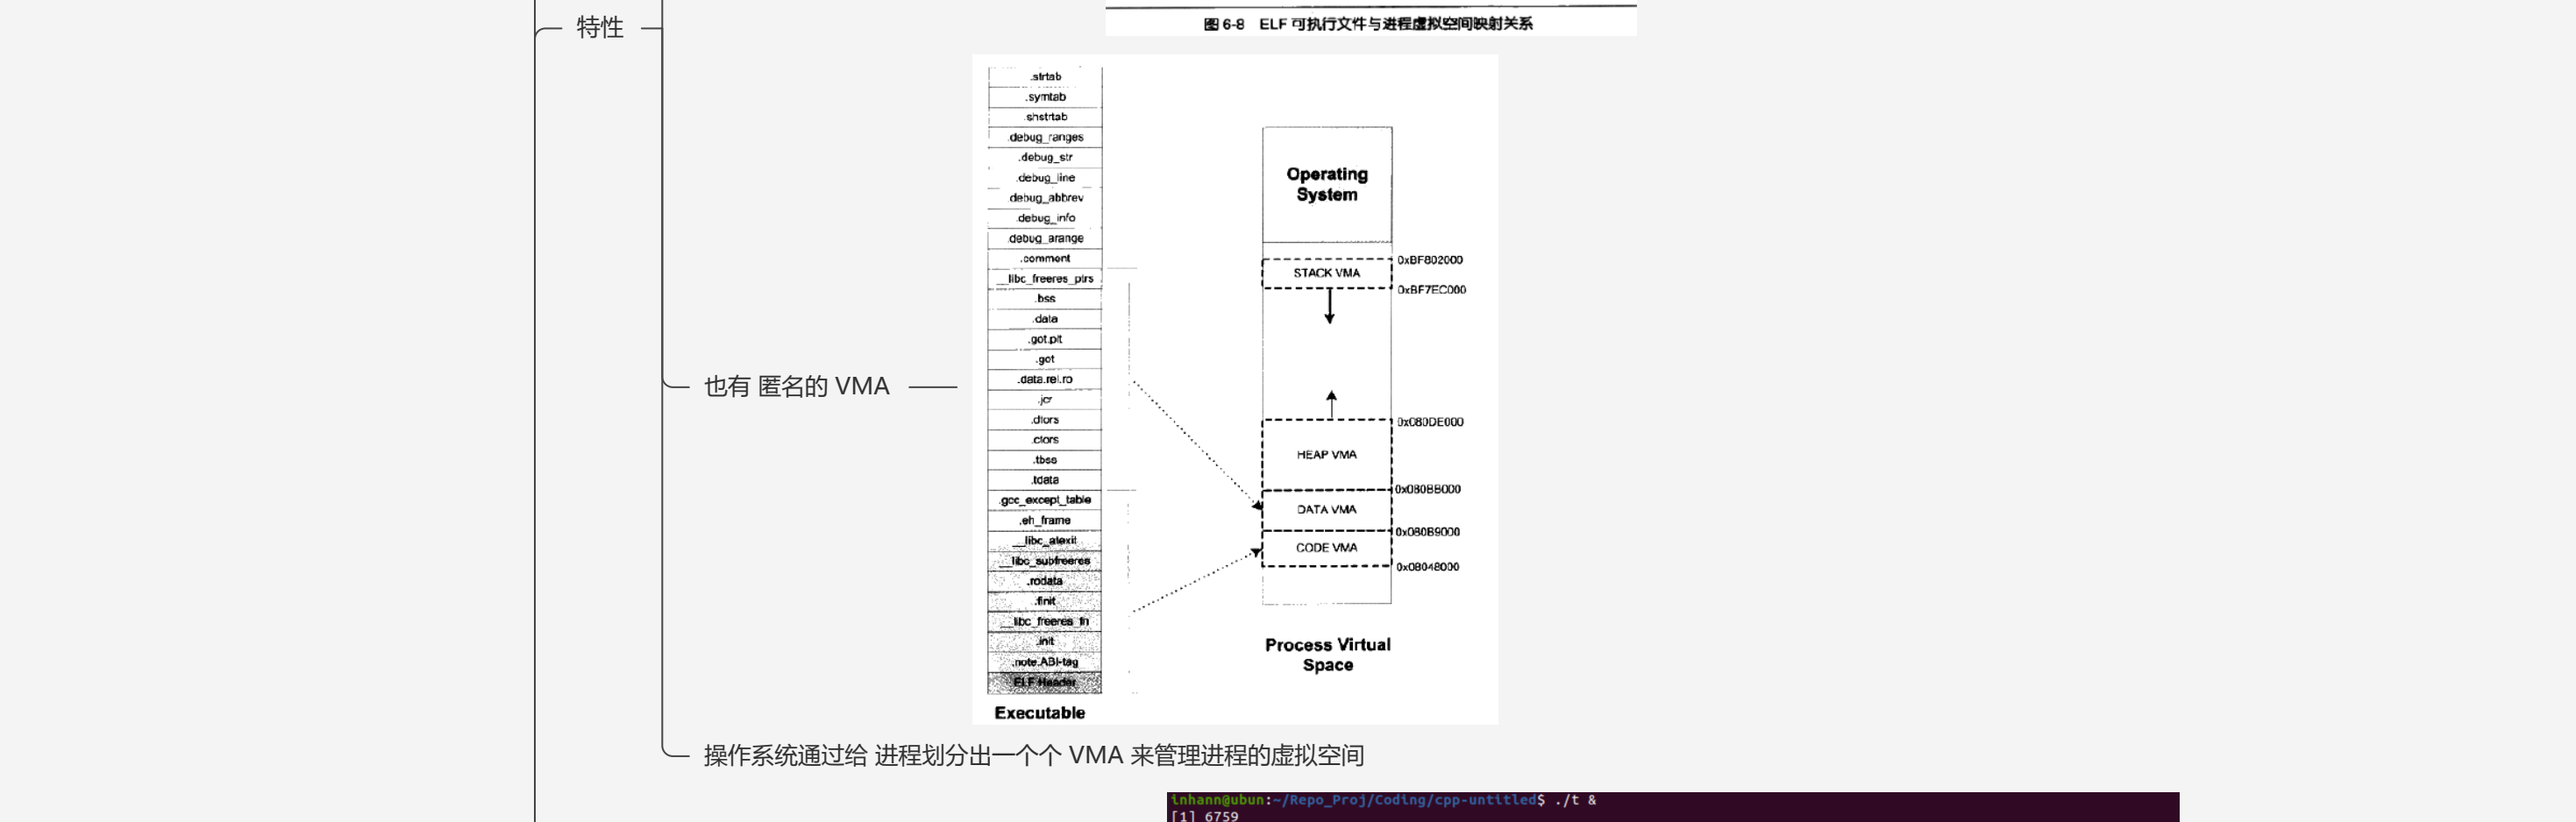 特性
图 6-8 ELF 可执行文件与进程虚拟空间映射关系
.strtab
.symtab
.shstrtab
.debug_ranges
.debug_str
.debug_line
debug_abbrev
.debug_info
.debug_arange
.comment
__libc_freeres_ptrs
.bss
.data
.got.plt
.got
.data.rel.ro
.jcr
.dtors
.ctors
.tbss
.tdata
.gcc_except_table
.eh_frame
__libc_atexit
__libc_subfreeres
.rodata
.finit
__libc_freeres_fn
.init
.note.ABI-tag
ELF Header
Executable
Operating
System
0xBF802000
STACK VMA
0xBF7EC000
0x080DE000
HEAP VMA
0x080BB000
DATA VMA
0x080B9000
CODE VMA
0x08048000
Process Virtual
Space
也有 匿名的 VMA
操作系统通过给 进程划分出一个个 VMA 来管理进程的虚拟空间
inhann@ubun:~/Repo_Proj/Coding/cpp-untitled$ ./t &
[1] 6759